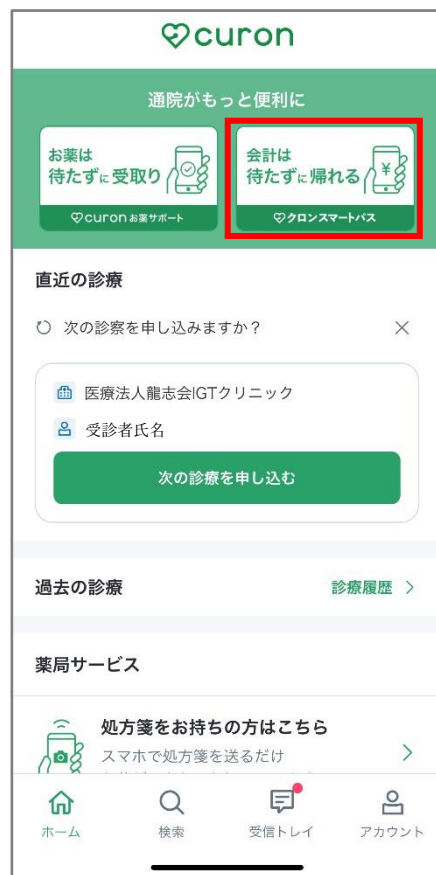 curon
通院がもっと便利に
お薬は
待たずに受取り
curonお薬サポート
会計は
待たずに帰れる
¥
クロンスマートパス
直近の診療
次の診察を申し込みますか？
医療法人龍志会IGTクリニック
受診者氏名
次の診療を申し込む
過去の診療
診療履歴
薬局サービス
処方箋をお持ちの方はこちら
スマホで処方箋を送るだけ
ホーム
検索
受信トレイ
アカウント